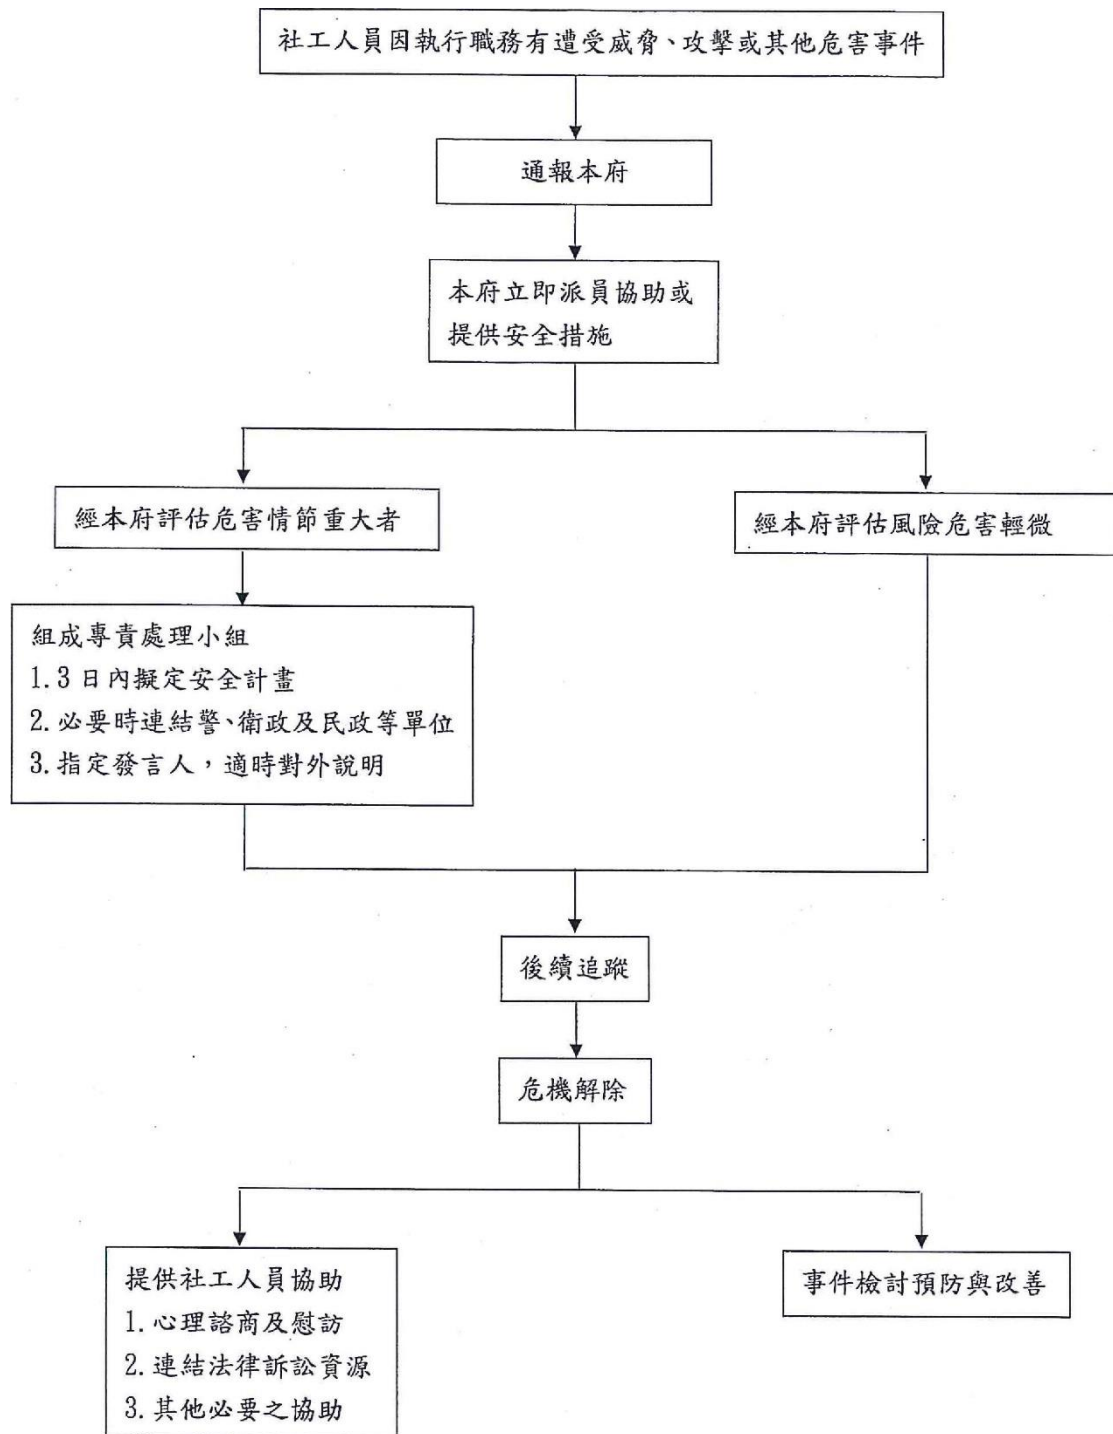 社工人員因執行職務有遭受威脅、攻擊或其他危害事件
通報本府
本府立即派員協助或
提供安全措施
經本府評估危害情節重大者
經本府評估風險危害輕微
組成專責處理小組
1.3日內擬定安全計畫
2.必要時連結警、衛政及民政等單位
3.指定發言人，適時對外說明
後續追蹤
危機解除
提供社工人員協助
1.心理諮商及慰訪
2.連結法律訴訟資源
3.其他必要之協助
事件檢討預防與改善